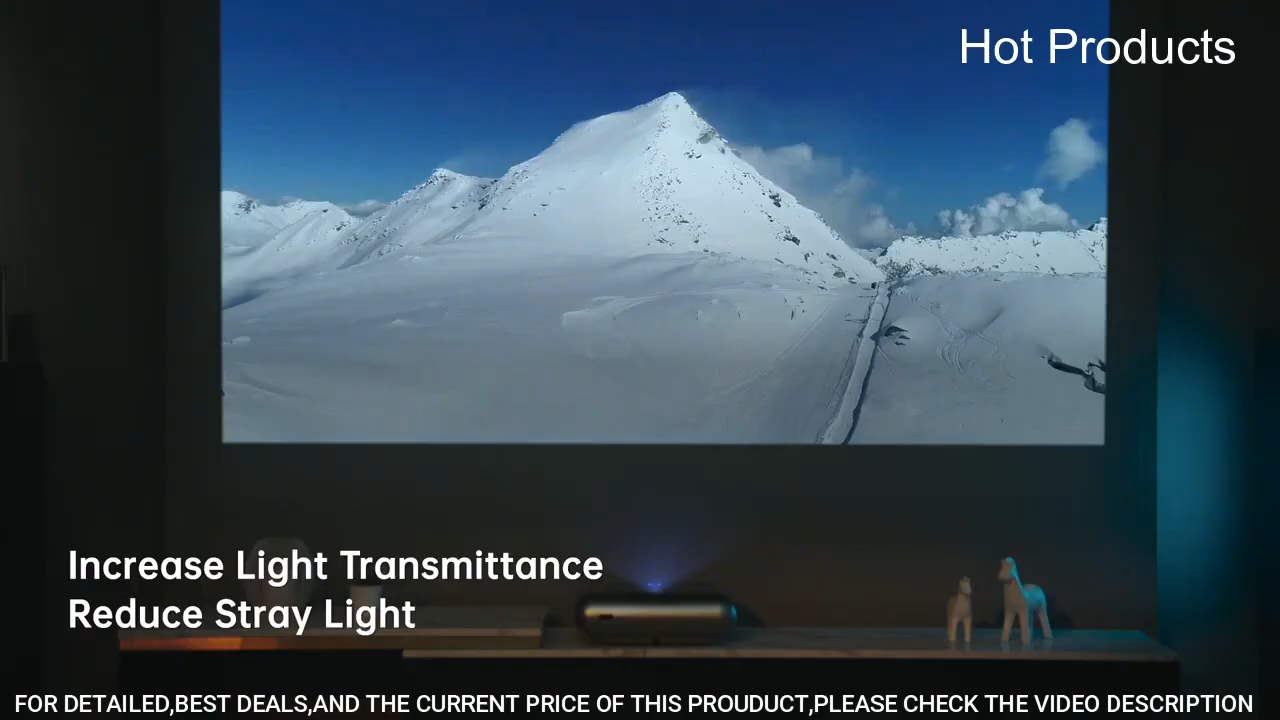 Hot Products
Increase Light Transmittance
Reduce Stray Light
FOR DETAILED,BEST DEALS,AND THE CURRENT PRICE OF THIS PROUDUCT,PLEASE CHECK THE VIDEO DESCRIPTION